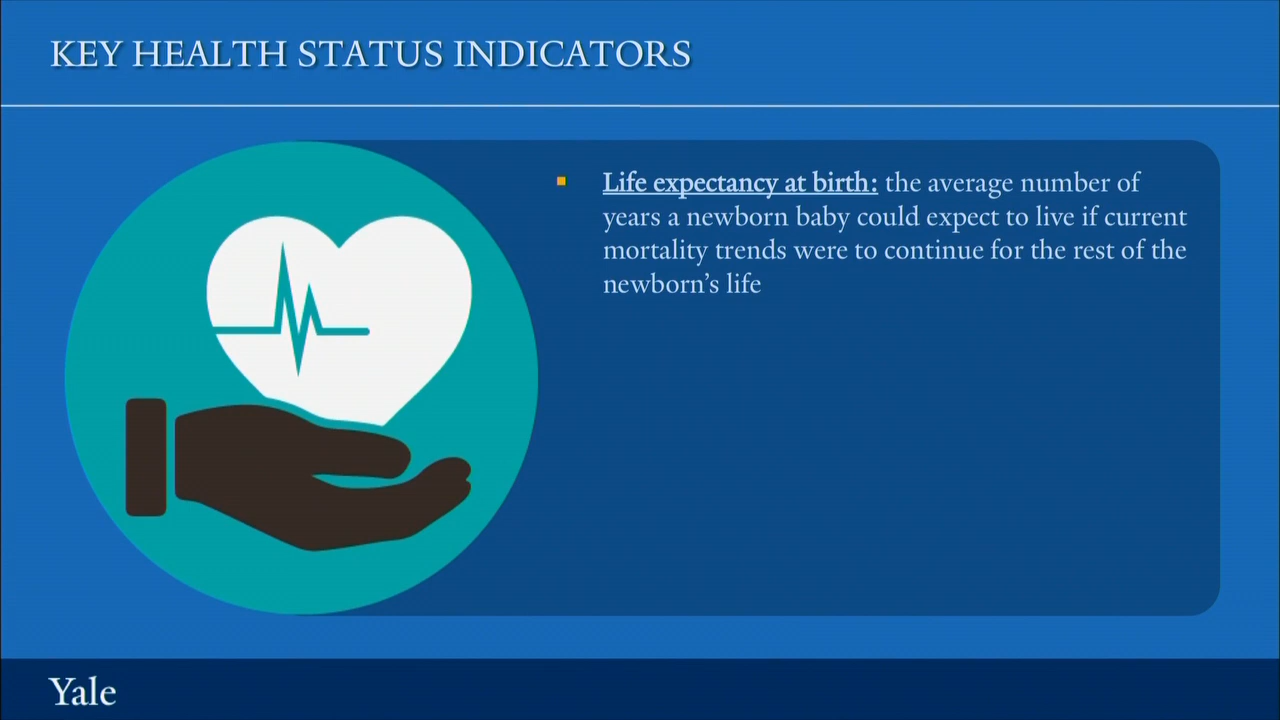 KEY HEALTH STATUS INDICATORS
Life expectancy at birth: the average number of
years a newborn baby could expect to live if current
mortality trends were to continue for the rest of the
newborn’s life
Yale